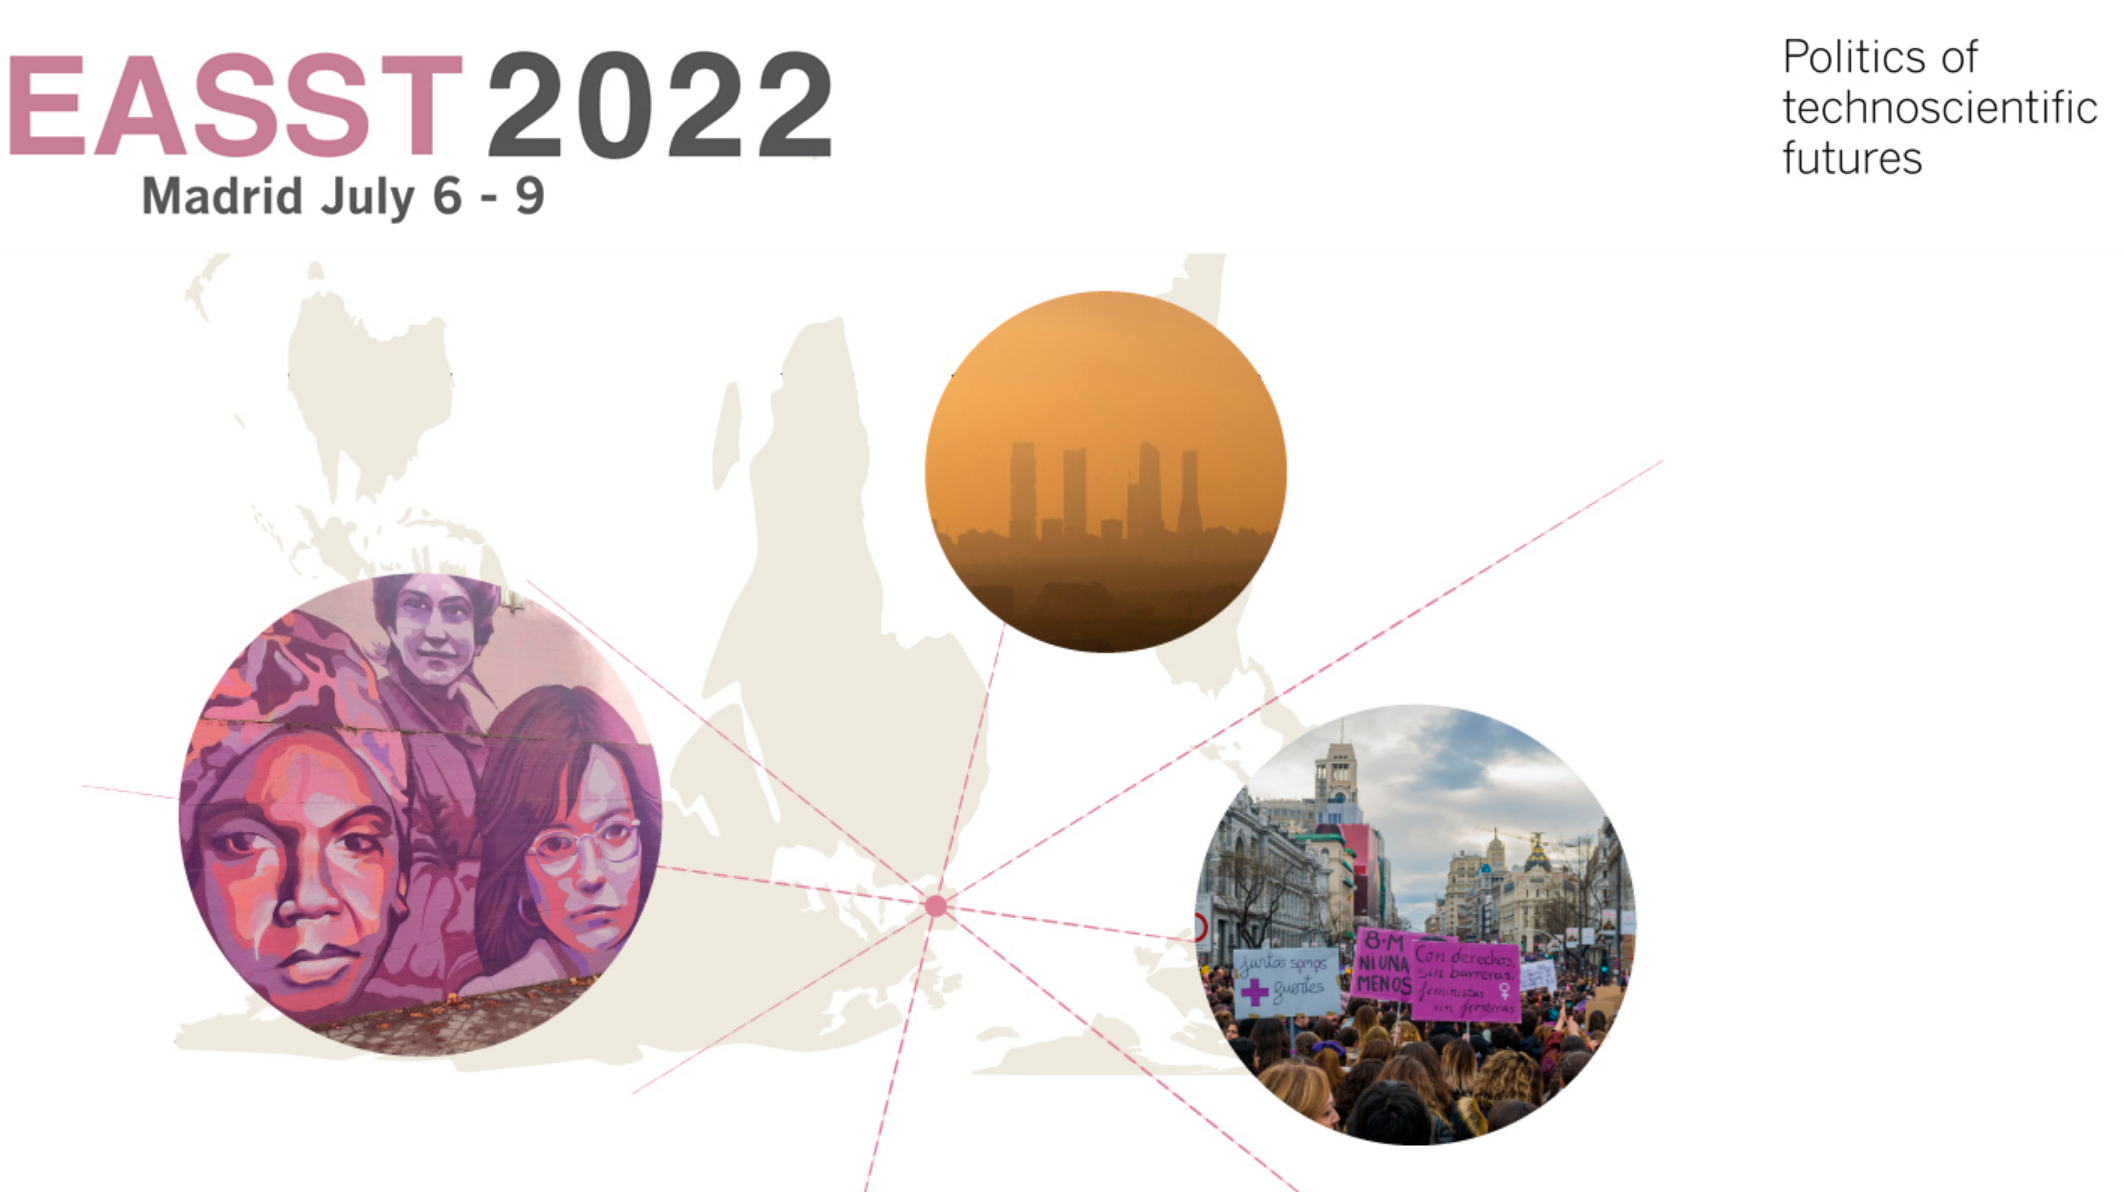 EASST 2022
Madrid July 6 - 9
Politics of
technoscientific
futures
Juntas somos
fuertes
8·M
NI UNA
MENOS
Con derechos,
sin barreras,
feministas
sin fronteras